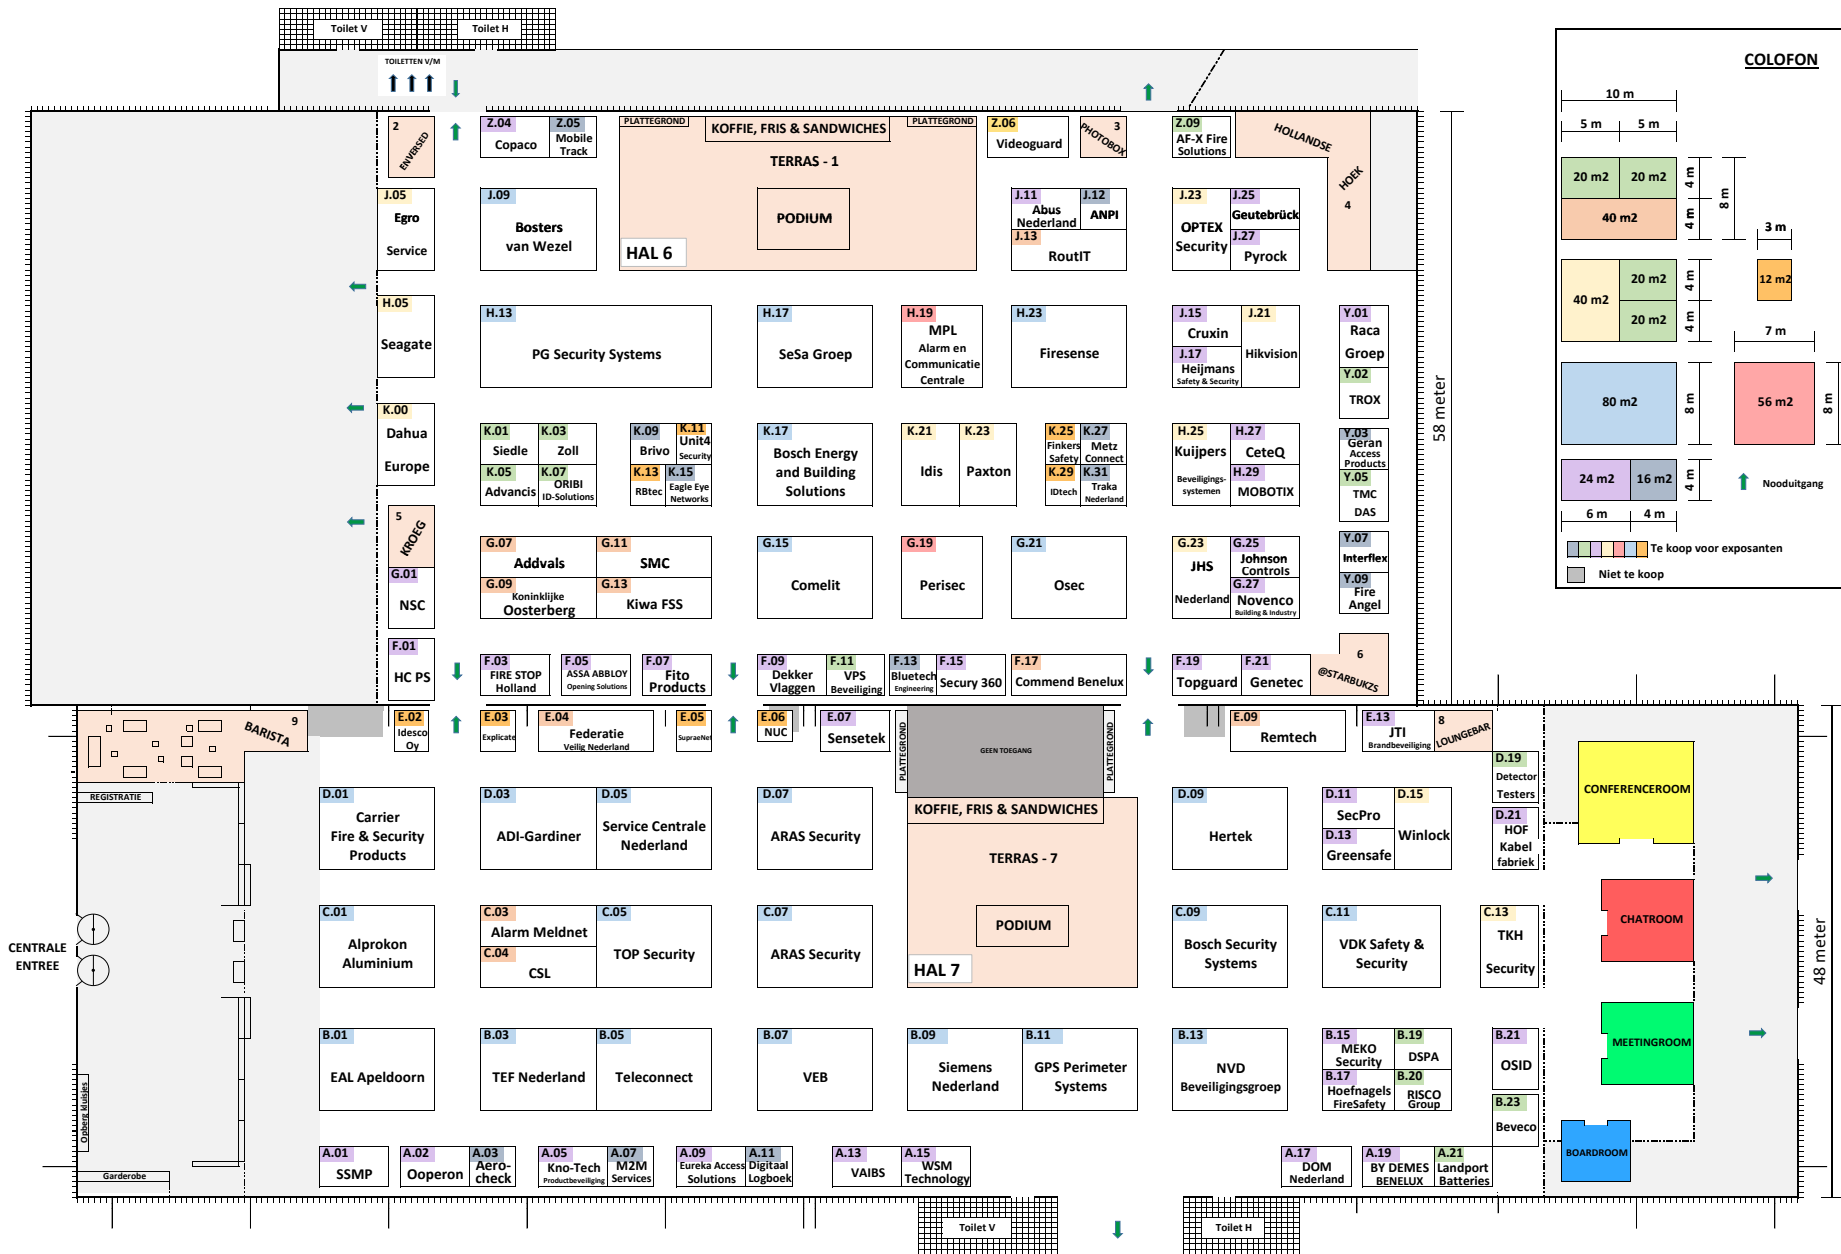 Toilet V
Toilet H
TOILETTEN V/M
2
ENVERSED
Z.04
Copaco
Z.05
Mobile
Track
PLATTEGROND
KOFFIE, FRIS & SANDWICHES
PLATTEGROND
TERRAS - 1
PODIUM
HAL 6
Z.06
Videoguard
3
PHOTOBOX
Z.09
AF-X Fire
Solutions
HOLLANDSE
HOEK
4
J.05
Egro
Service
J.09
Bosters
van Wezel
J.11
Abus
Nederland
J.12
ANPI
J.13
RoutIT
J.23
OPTEX
Security
J.25
Geutebrück
J.27
Pyrock
H.05
Seagate
H.13
PG Security Systems
H.17
SeSa Groep
H.19
MPL
Alarm en
Communicatie
Centrale
H.23
Firesense
J.15
Cruxin
J.17
Heijmans
Safety & Security
J.21
Hikvision
Y.01
Raca
Groep
Y.02
TROX
K.00
Dahua
Europe
K.01
Siedle
K.03
Zoll
K.05
Advancis
K.07
ORIBI
ID-Solutions
K.09
Brivo
K.11
Unit4
Security
K.13
RBtec
K.15
Eagle Eye
Networks
K.17
Bosch Energy
and Building
Solutions
K.21
Idis
K.23
Paxton
K.25
Finkers
Safety
K.27
Metz
Connect
K.29
IDtech
K.31
Traka
Nederland
H.25
Kuijpers
Beveiligings-
systemen
H.27
CeteQ
H.29
MOBOTIX
Y.03
Geran
Access
Products
Y.05
TMC
DAS
5
KROEG
G.01
NSC
G.07
Addvals
G.11
SMC
G.09
Koninklijke
Oosterberg
G.13
Kiwa FSS
G.15
Comelit
G.19
Perisec
G.21
Osec
G.23
JHS
Nederland
G.25
Johnson
Controls
G.27
Novenco
Building & Industry
Y.07
Interflex
Y.09
Fire
Angel
F.01
HC PS
F.03
FIRE STOP
Holland
F.05
ASSA ABBLOY
Opening Solutions
F.07
Fito
Products
F.09
Dekker
Vlaggen
F.11
VPS
Beveiliging
F.13
Bluetech
Engineering
F.15
Secury 360
F.17
Commend Benelux
F.19
Topguard
F.21
Genetec
6
@STARBUKZS
58 meter
COLOFON
10 m
5 m
5 m
20 m2
20 m2
4 m
8 m
40 m2
4 m
3 m
40 m2
20 m2
4 m
12 m2
20 m2
4 m
7 m
80 m2
8 m
56 m2
8 m
24 m2
16 m2
4 m
Nooduitgang
6 m
4 m
Te koop voor exposanten
Niet te koop
9
BARISTA
REGISTRATIE
E.02
Idesco
Oy
E.03
Explicate
E.04
Federatie
Veilig Nederland
E.05
SupraeNet
E.06
NUC
E.07
Sensetek
PLATTEGROND
GEEN TOEGANG
PLATTEGROND
KOFFIE, FRIS & SANDWICHES
TERRAS - 7
PODIUM
HAL 7
E.09
Remtech
E.13
JTI
Brandbeveiliging
8
LOUNGEBAR
D.01
Carrier
Fire & Security
Products
D.03
ADI-Gardiner
D.05
Service Centrale
Nederland
D.07
ARAS Security
D.09
Hertek
D.11
SecPro
D.13
Greensafe
D.15
Winlock
D.19
Detector
Testers
D.21
HOF
Kabel
fabriek
CONFERENCEROOM
CENTRALE
ENTREE
C.01
Alprokon
Aluminium
C.03
Alarm Meldnet
C.04
CSL
C.05
TOP Security
C.07
ARAS Security
C.09
Bosch Security
Systems
C.11
VDK Safety &
Security
C.13
TKH
Security
CHATROOM
48 meter
B.01
EAL Apeldoorn
B.03
TEF Nederland
B.05
Teleconnect
B.07
VEB
B.09
Siemens
Nederland
B.11
GPS Perimeter
Systems
B.13
NVD
Beveiligingsgroep
B.15
MEKO
Security
B.17
Hoefnagels
FireSafety
B.19
DSPA
B.20
RISCO
Group
B.21
OSID
B.23
Beveco
MEETINGROOM
BOARDROOM
Opberg kluisjes
Garderobe
A.01
SSMP
A.02
Ooperon
A.03
Aero-
check
A.05
Kno-Tech
Productbeveiliging
A.07
M2M
Services
A.09
Eureka Access
Solutions
A.11
Digitaal
Logboek
A.13
VAIBS
A.15
WSM
Technology
A.17
DOM
Nederland
A.19
BY DEMES
BENELUX
A.21
Landport
Batteries
Toilet V
Toilet H